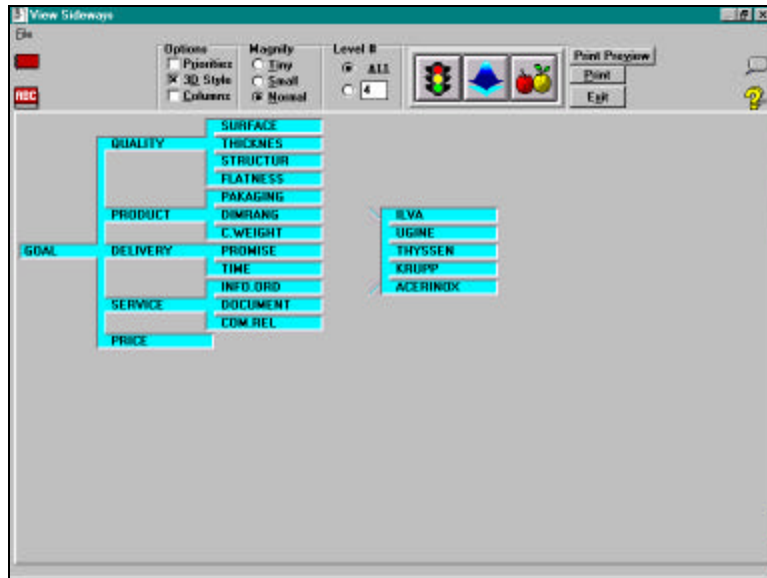 View Sideways
File
Options
Priorities
3D Style
Columns
Magnify
Tiny
Small
Normal
Level #
ALL
4
Print Preview
Print
Exit
ABC
SURFACE
QUALITY THICKNES
STRUCTUR
FLATNESS
PAKAGING
PRODUCT DIMRANG ILVA
C.WEIGHT UGINE
GOAL DELIVERY PROMISE THYSSEN
TIME KRUPP
INFO.ORD ACERINOX
SERVICE DOCUMENT
COM.REL
PRICE